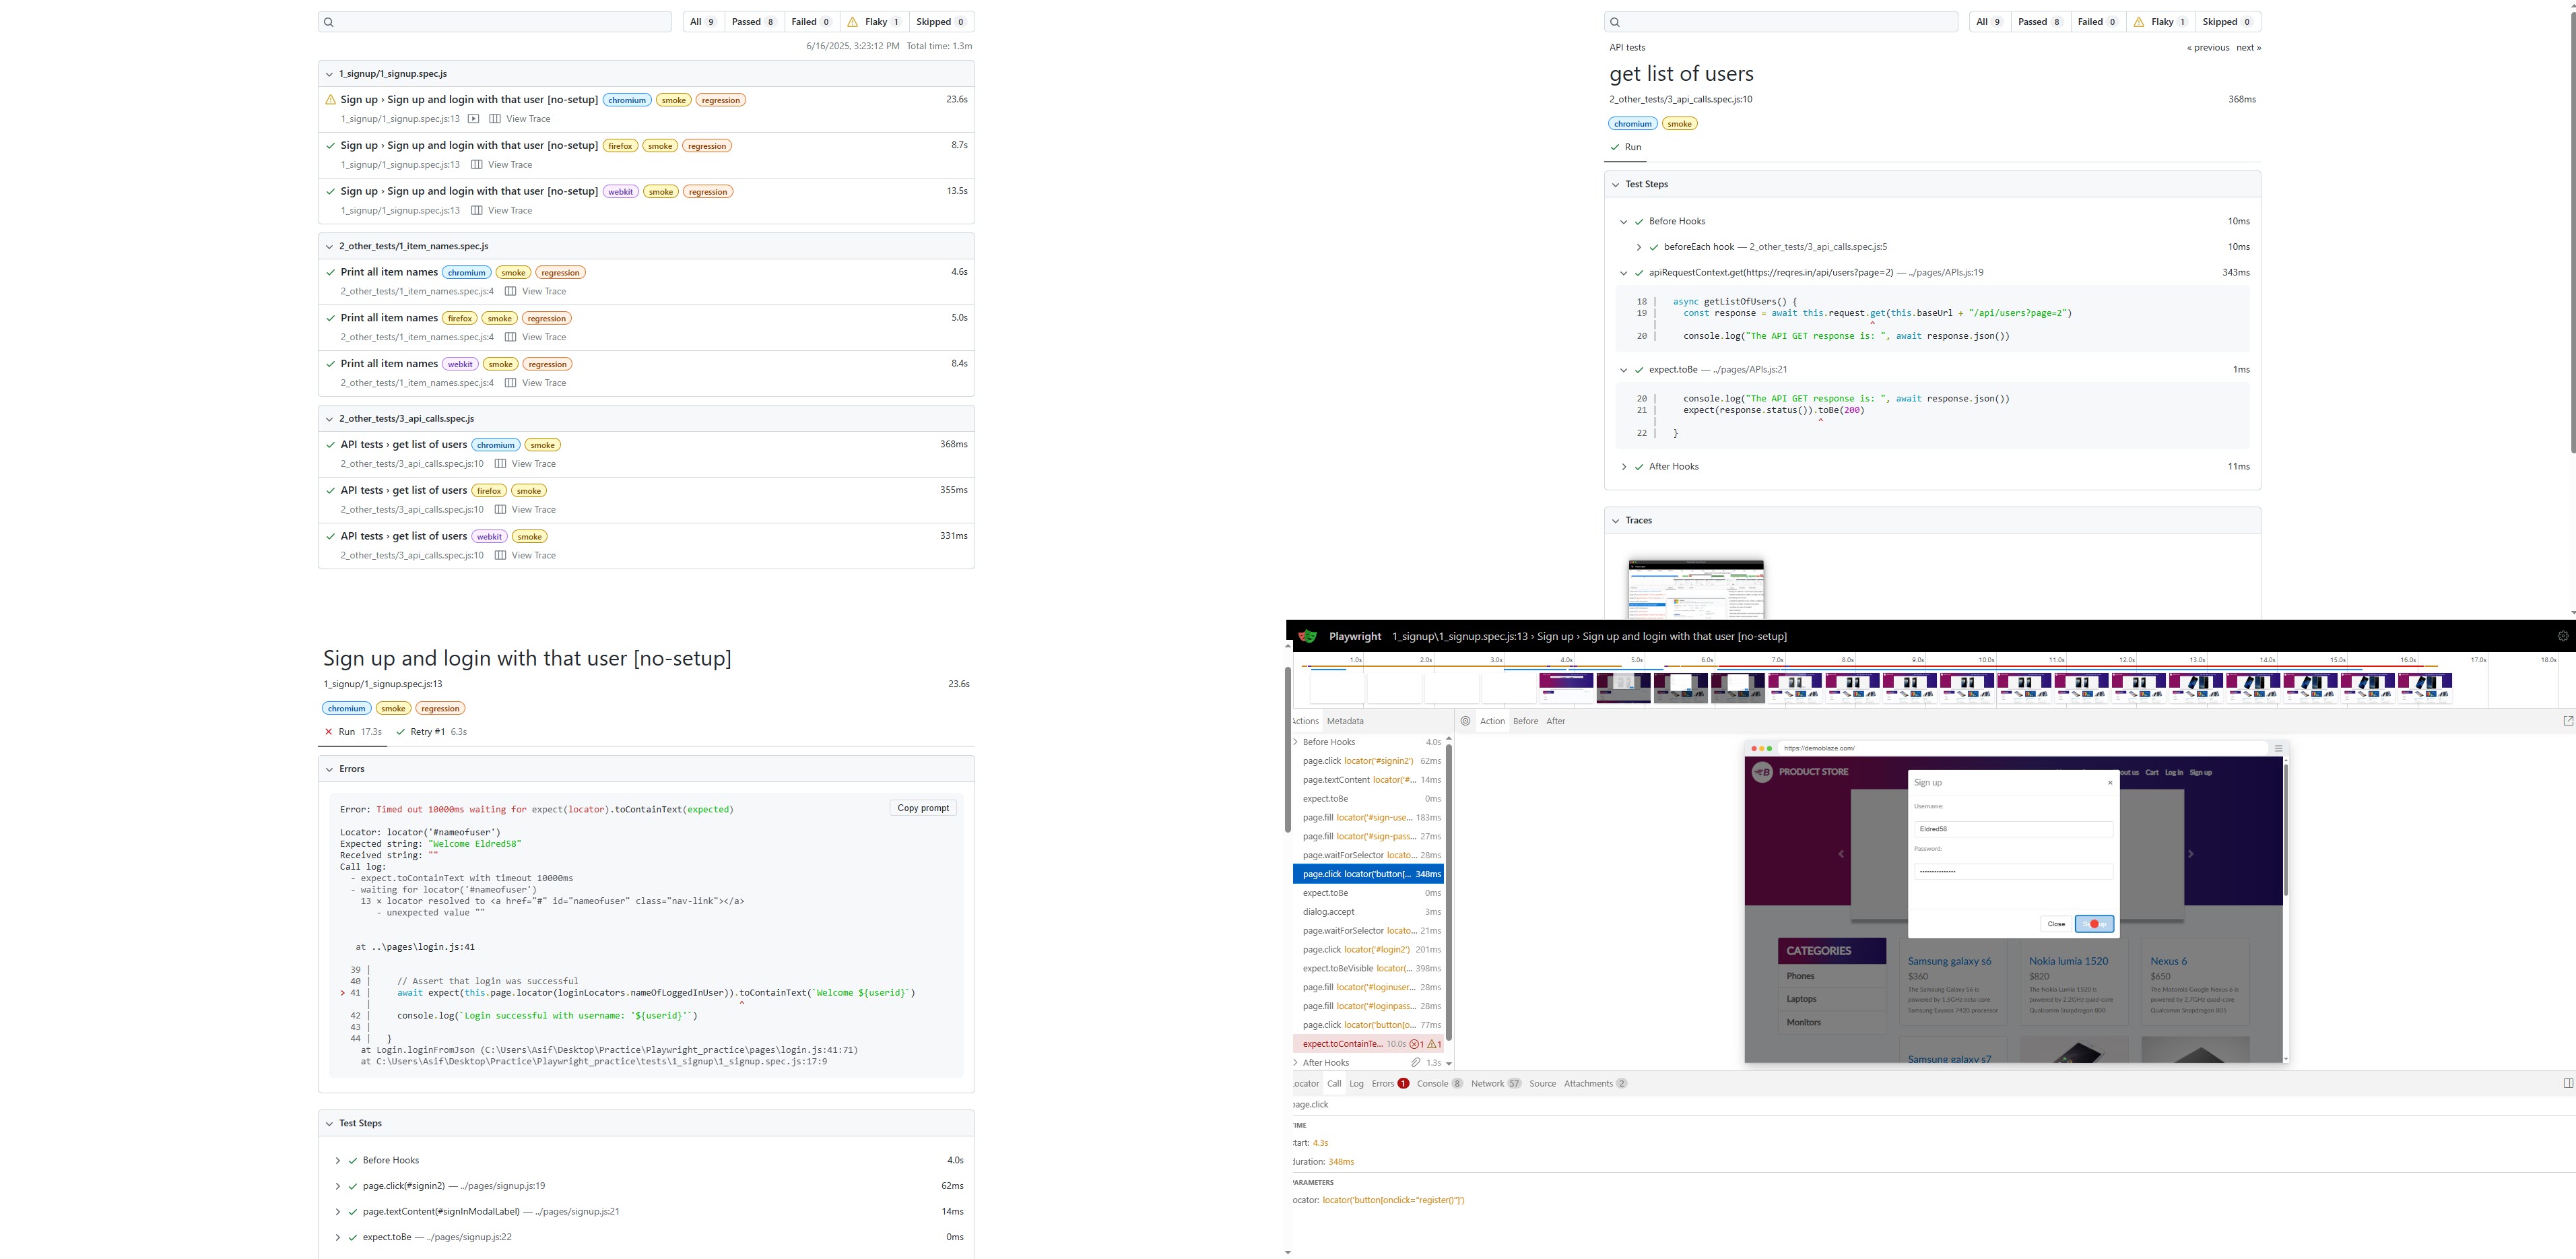 All 9 Passed 8 Failed 0 Flaky 1 Skipped 0
6/16/2025, 3:23:12 PM Total time: 1.3m
1_signup/1_signup.spec.js
Sign up › Sign up and login with that user [no-setup] chromium smoke regression 23.6s
1_signup/1_signup.spec.js:13 View Trace
Sign up › Sign up and login with that user [no-setup] firefox smoke regression 8.7s
1_signup/1_signup.spec.js:13 View Trace
Sign up › Sign up and login with that user [no-setup] webkit smoke regression 13.5s
1_signup/1_signup.spec.js:13 View Trace
2_other_tests/1_item_names.spec.js
Print all item names chromium smoke regression 4.6s
2_other_tests/1_item_names.spec.js:4 View Trace
Print all item names firefox smoke regression 5.0s
2_other_tests/1_item_names.spec.js:4 View Trace
Print all item names webkit smoke regression 8.4s
2_other_tests/1_item_names.spec.js:4 View Trace
2_other_tests/3_api_calls.spec.js
API tests › get list of users chromium smoke 368ms
2_other_tests/3_api_calls.spec.js:10 View Trace
API tests › get list of users firefox smoke 355ms
2_other_tests/3_api_calls.spec.js:10 View Trace
API tests › get list of users webkit smoke 331ms
2_other_tests/3_api_calls.spec.js:10 View Trace
All 9 Passed 8 Failed 0 Flaky 1 Skipped 0
API tests « previous next »
get list of users
2_other_tests/3_api_calls.spec.js:10 368ms
chromium smoke
Run
Test Steps
Before Hooks 10ms
beforeEach hook — 2_other_tests/3_api_calls.spec.js:5 10ms
apiRequestContext.get(https://reqres.in/api/users?page=2) — ../pages/APIs.js:19 343ms
18 | async getListOfUsers() {
19 | const response = await this.request.get(this.baseUrl + "/api/users?page=2")
| ^
20 | console.log("The API GET response is: ", await response.json())
expect.toBe — ../pages/APIs.js:21 1ms
20 | console.log("The API GET response is: ", await response.json())
21 | expect(response.status()).toBe(200)
| ^
22 | }
After Hooks 11ms
Traces
Sign up and login with that user [no-setup]
1_signup/1_signup.spec.js:13 23.6s
chromium smoke regression
Run 17.3s Retry #1 6.3s
Errors
Copy prompt
Error: Timed out 10000ms waiting for expect(locator).toContainText(expected)
Locator: locator('#nameofuser')
Expected string: "Welcome Eldred58"
Received string: ""
Call log:
- expect.toContainText with timeout 10000ms
- waiting for locator('#nameofuser')
13 × locator resolved to <a href="#" id="nameofuser" class="nav-link"></a>
- unexpected value ""
at ..\pages\login.js:41
39 |
40 | // Assert that login was successful
> 41 | await expect(this.page.locator(loginLocators.nameOfLoggedInUser)).toContainText(`Welcome ${userid}`)
| ^
42 | console.log(`Login successful with username: '${userid}'`)
43 |
44 | }
at Login.loginFromJson (C:\Users\Asif\Desktop\Practice\Playwright_practice\pages\login.js:41:71)
at C:\Users\Asif\Desktop\Practice\Playwright_practice\tests\1_signup\1_signup.spec.js:17:9
Test Steps
Before Hooks 4.0s
page.click(#signin2) — ../pages/signup.js:19 62ms
page.textContent(#signInModalLabel) — ../pages/signup.js:21 14ms
expect.toBe — ../pages/signup.js:22 0ms
Playwright 1_signup\1_signup.spec.js:13 › Sign up › Sign up and login with that user [no-setup]
1.0s 2.0s 3.0s 4.0s 5.0s 6.0s 7.0s 8.0s 9.0s 10.0s 11.0s 12.0s 13.0s 14.0s 15.0s 16.0s 17.0s 18.0s
Actions Metadata
Action Before After
Before Hooks 4.0s
page.click locator('#signin2') 62ms
page.textContent locator('#... 14ms
expect.toBe 0ms
page.fill locator('#sign-use... 183ms
page.fill locator('#sign-pass... 27ms
page.waitForSelector locato... 28ms
page.click locator('button[... 348ms
expect.toBe 0ms
dialog.accept 3ms
page.waitForSelector locato... 21ms
page.click locator('#login2') 201ms
expect.toBeVisible locator(... 398ms
page.fill locator('#loginuser... 28ms
page.fill locator('#loginpass... 28ms
page.click locator('button[o... 77ms
expect.toContainTe... 10.0s 1 1
After Hooks 1.3s
https://demoblaze.com/
PRODUCT STORE
out us Cart Log in Sign up
Sign up ×
Username:
Eldred58
Password:
Close
CATEGORIES
Phones
Laptops
Monitors
Samsung galaxy s6
$360
The Samsung Galaxy S6 is
powered by 1.5GHz octa-core
Samsung Exynos 7420 processor
Nokia lumia 1520
$820
The Nokia Lumia 1520 is
powered by 2.2GHz quad-core
Qualcomm Snapdragon 800
Nexus 6
$650
The Motorola Google Nexus 6 is
powered by 2.7GHz quad-core
Qualcomm Snapdragon 805
Samsung galaxy s7
ocator Call Log Errors 1 Console 8 Network 57 Source Attachments 2
page.click
IME
tart: 4.3s
duration: 348ms
PARAMETERS
ocator: locator('button[onclick="register()"]')